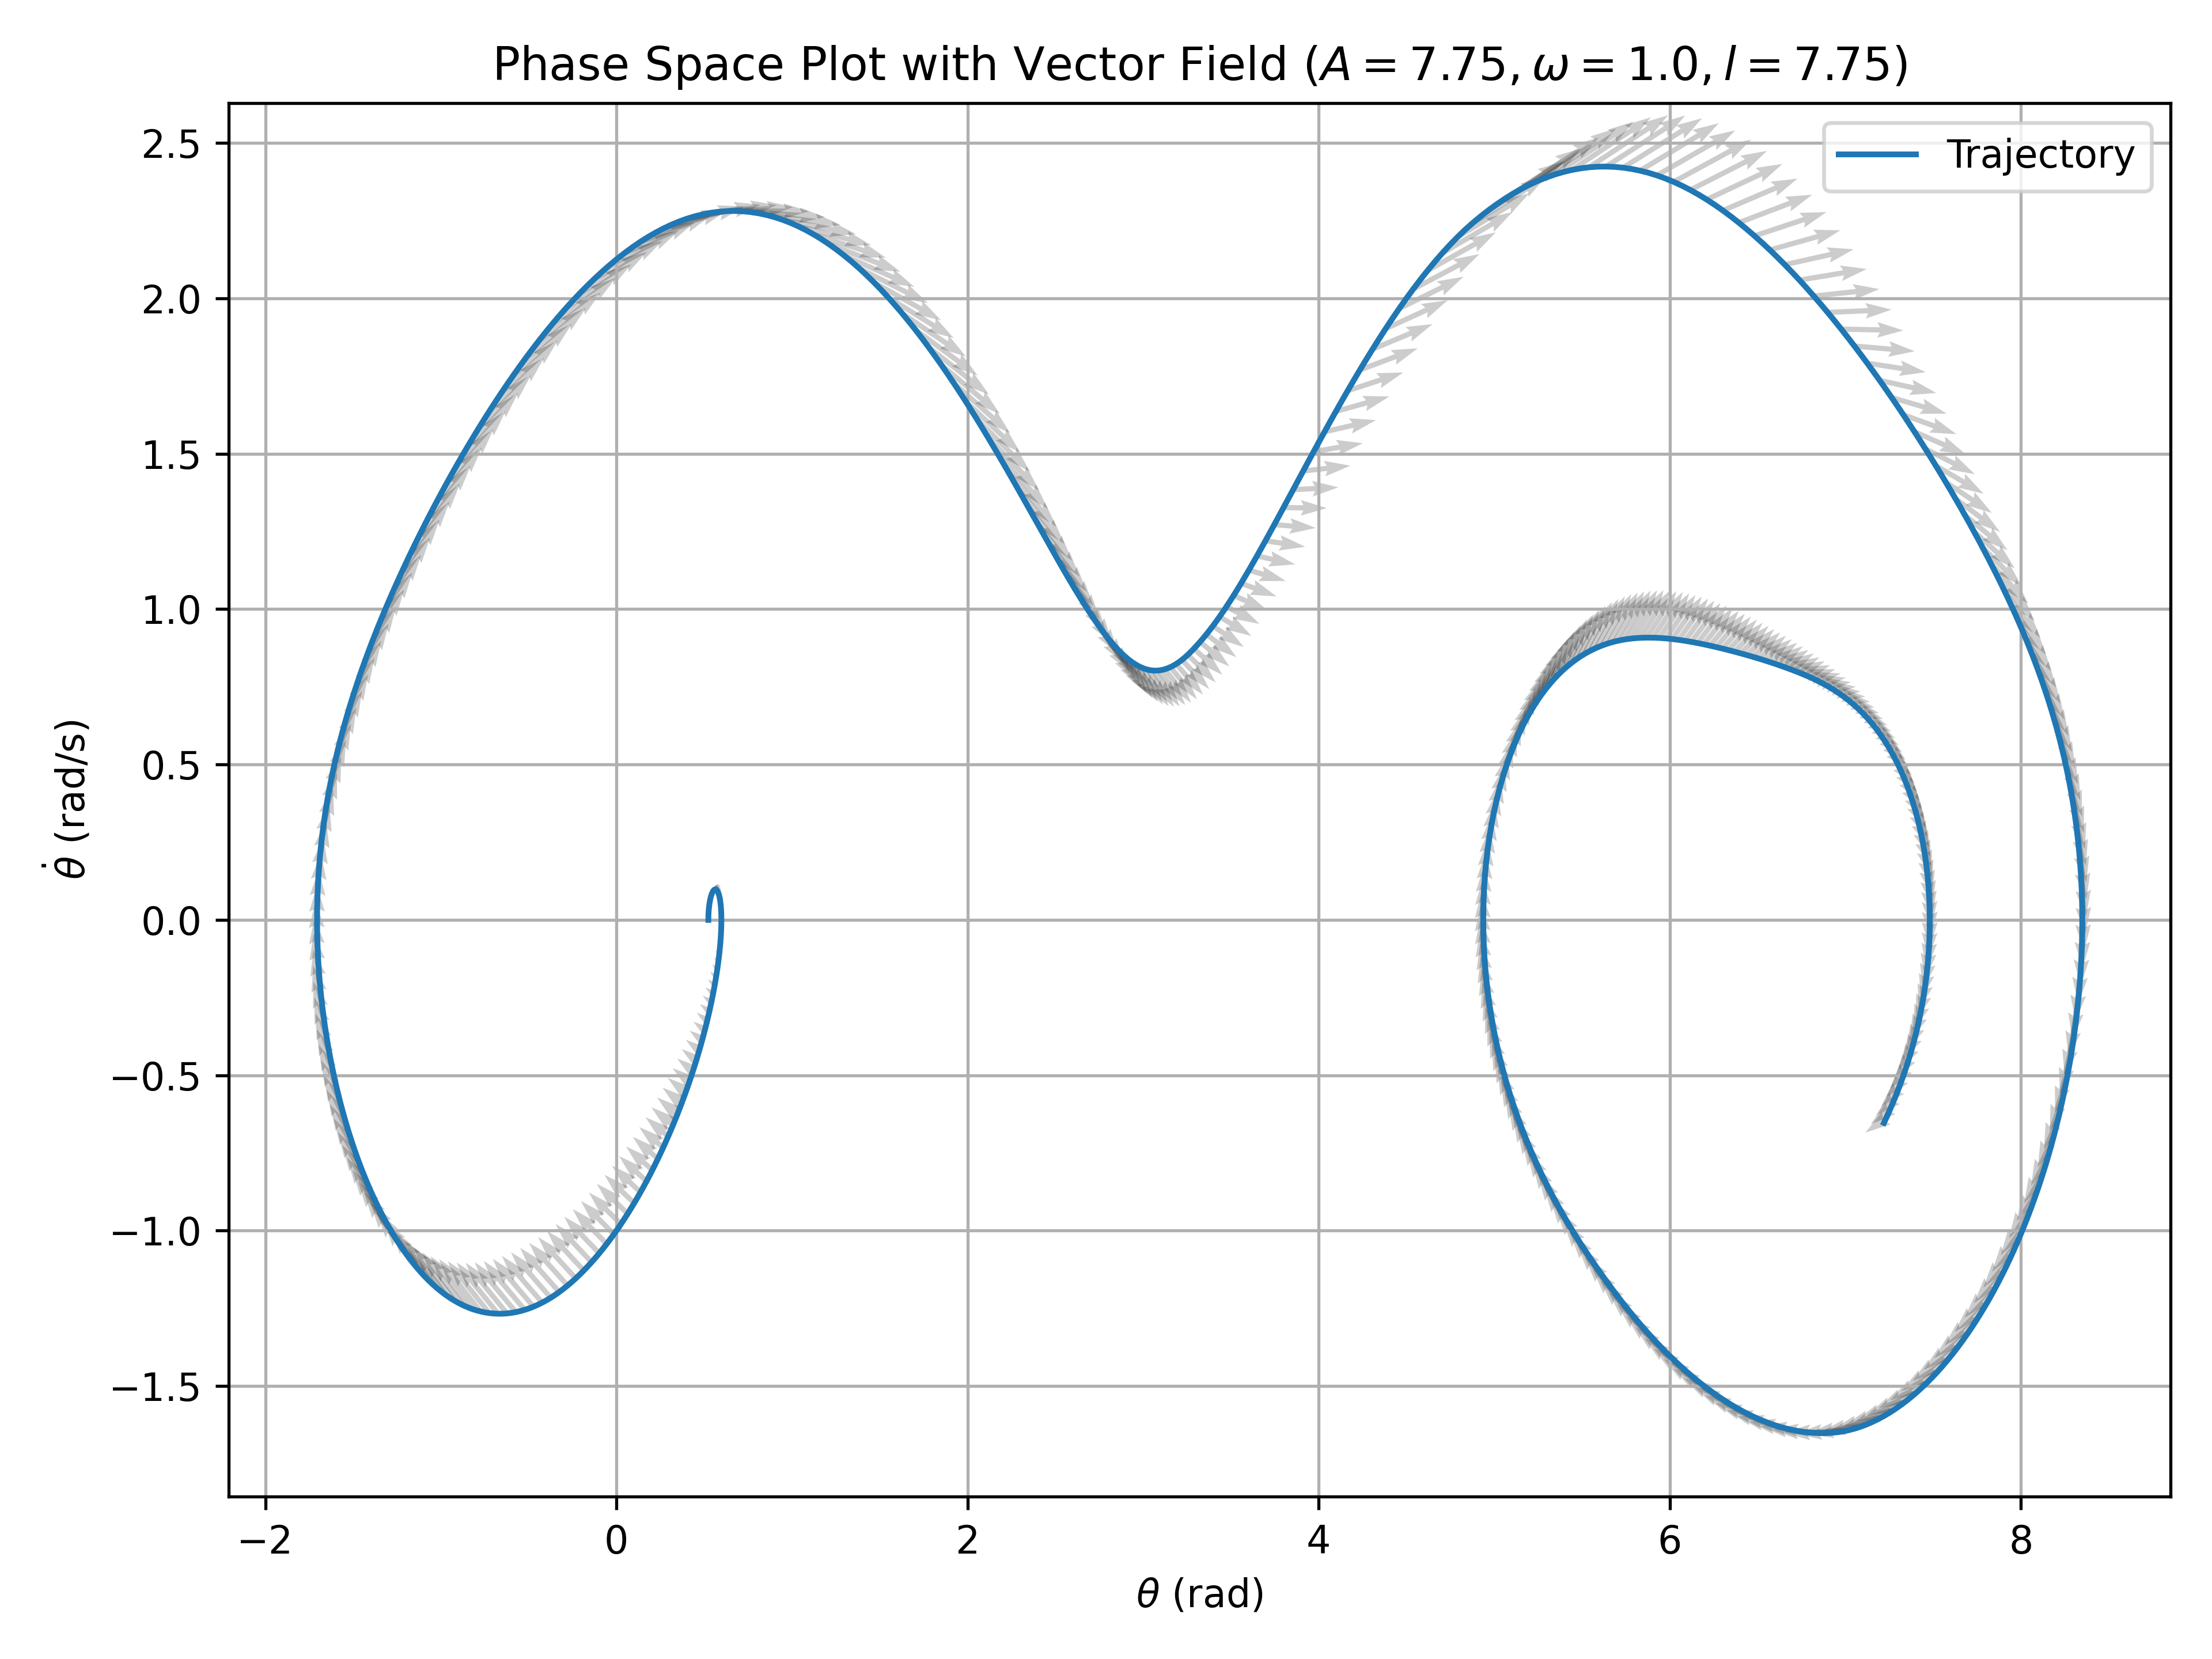 Phase Space Plot with Vector Field (A = 7.75, ω = 1.0, l = 7.75)
Trajectory
2.5
2.0
1.5
1.0
0.5
0.0
−0.5
−1.0
−1.5
θ̇ (rad/s)
−2 0 2 4 6 8
θ (rad)